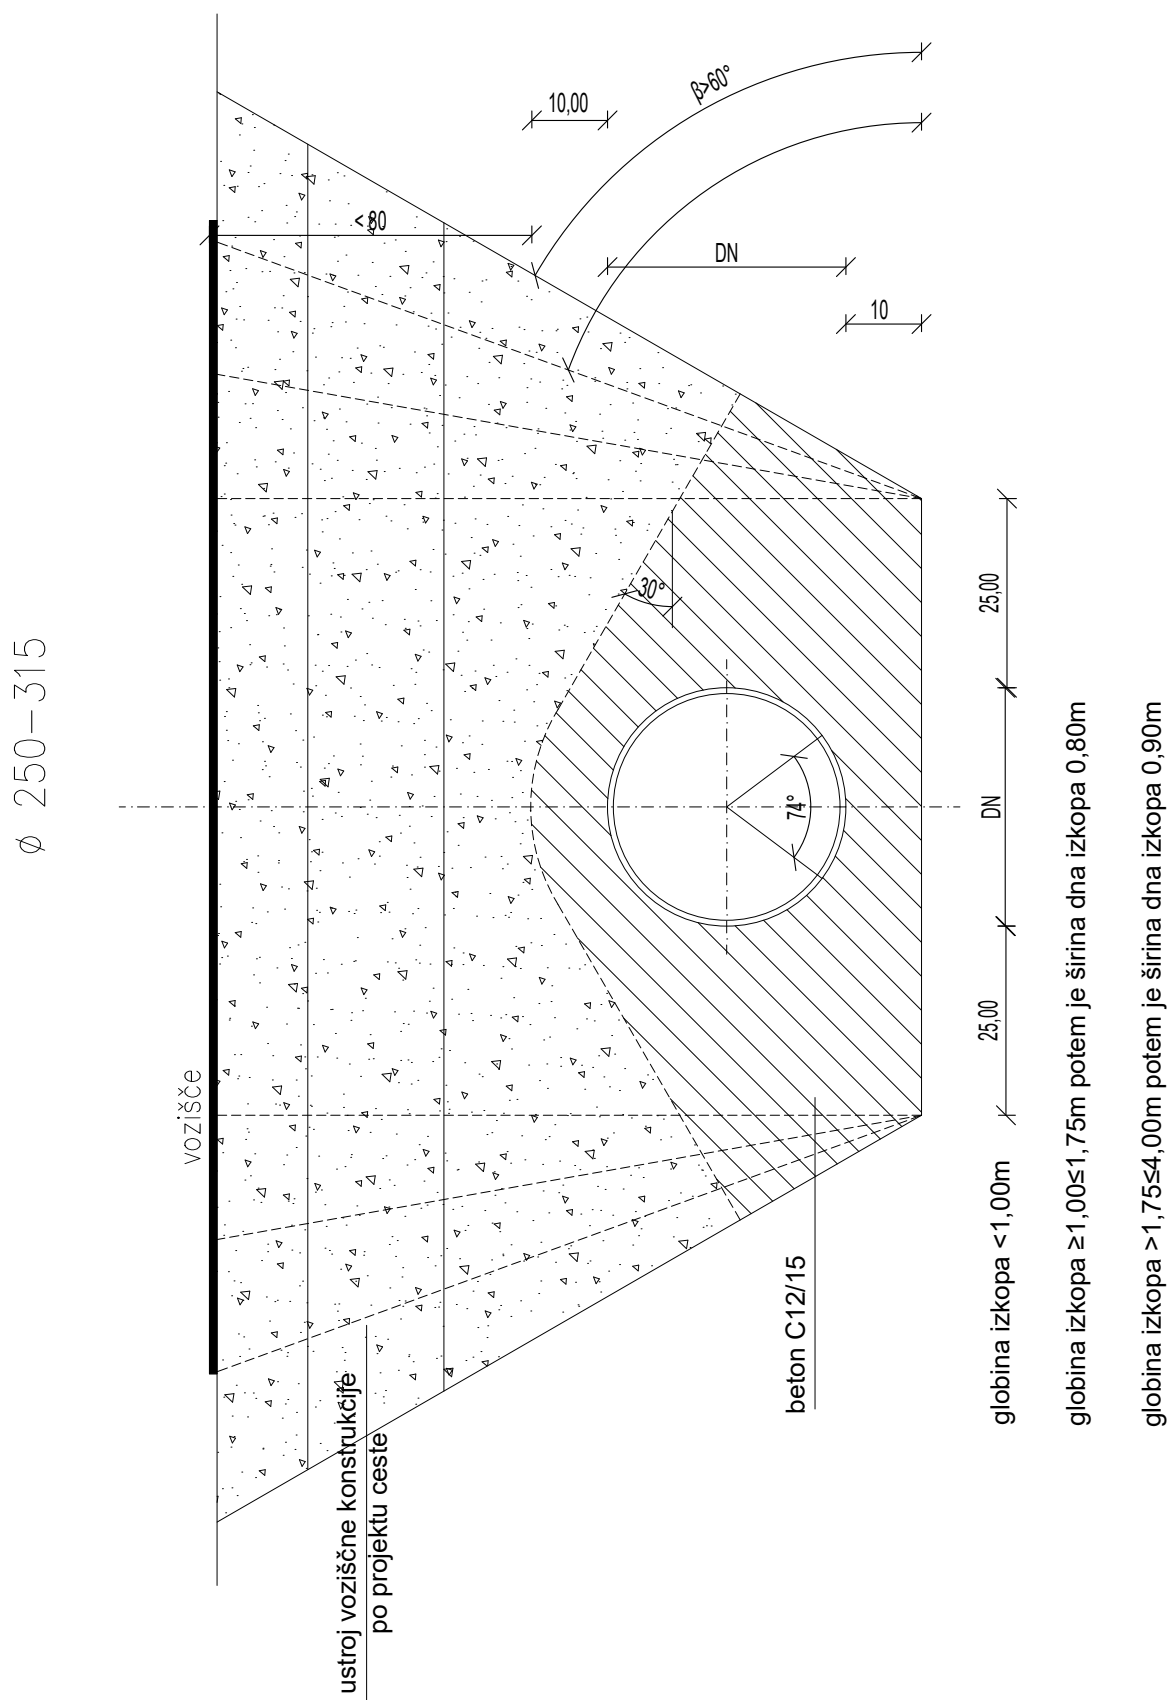 Ø 250-315
vozišče
β>60°
10,00
<80
DN
10
30°
74°
ustroj voziščne konstrukcije
po projektu ceste
beton C12/15
25,00
DN
25,00
globina izkopa <1,00m
globina izkopa ≥1,00≤1,75m potem je širina dna izkopa 0,80m
globina izkopa >1,75≤4,00m potem je širina dna izkopa 0,90m